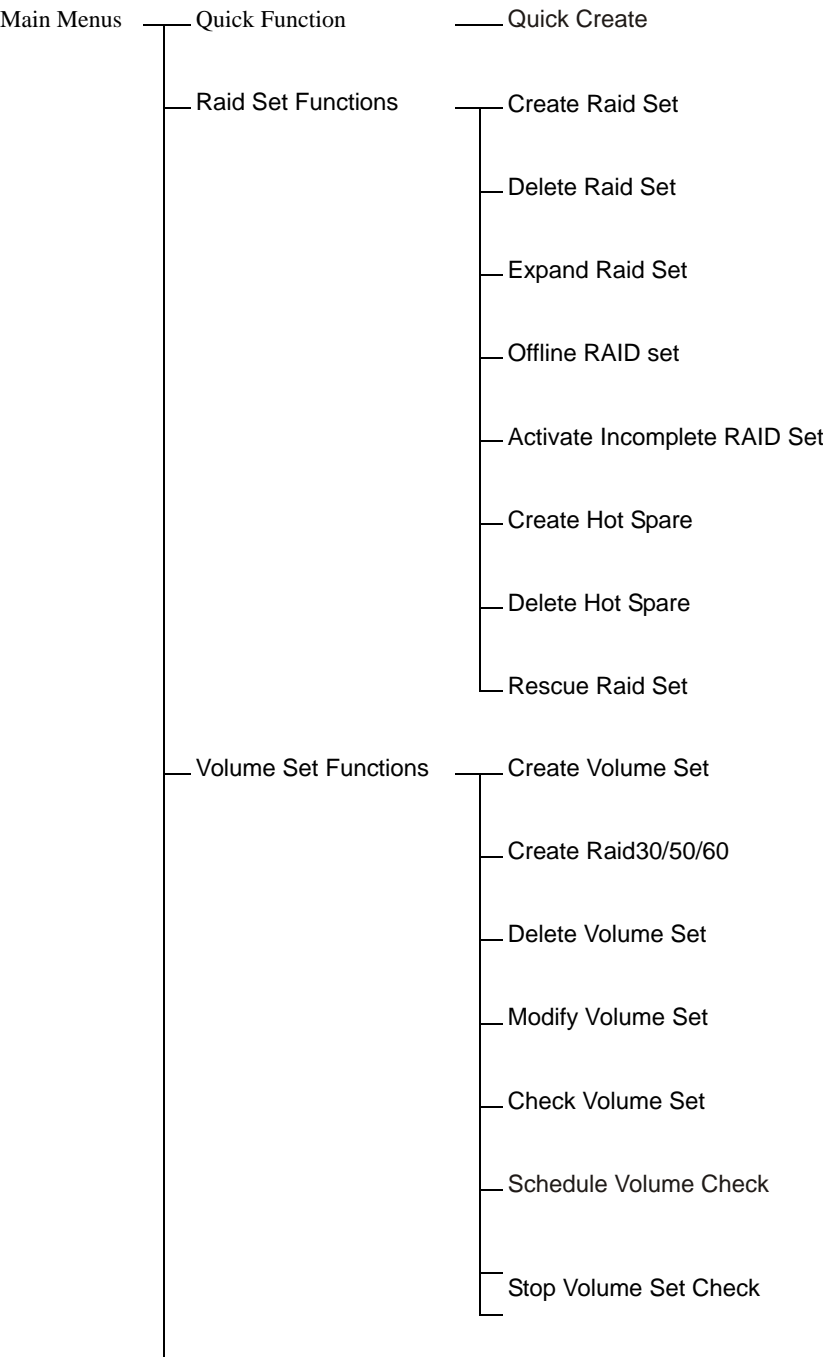 Main Menus
Quick Function
Quick Create
Raid Set Functions
Create Raid Set
Delete Raid Set
Expand Raid Set
Offline RAID set
Activate Incomplete RAID Set
Create Hot Spare
Delete Hot Spare
Rescue Raid Set
Volume Set Functions
Create Volume Set
Create Raid30/50/60
Delete Volume Set
Modify Volume Set
Check Volume Set
Schedule Volume Check
Stop Volume Set Check